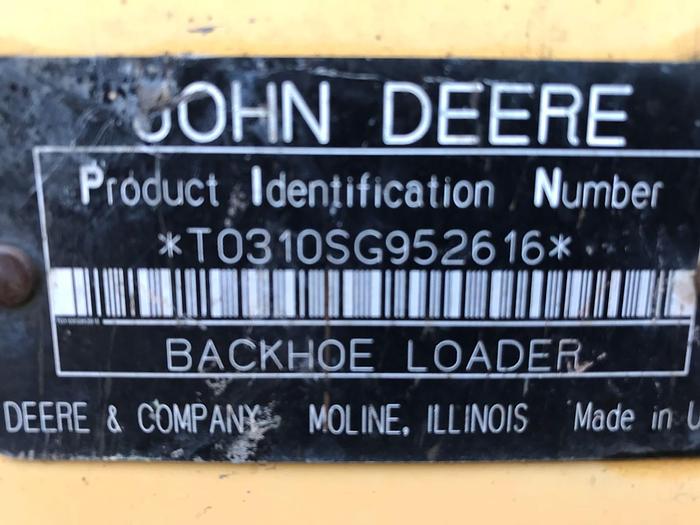 JOHN DEERE
Product Identification Number
*T0310SG952616*
BACKHOE LOADER
DEERE & COMPANY MOLINE, ILLINOIS Made in U